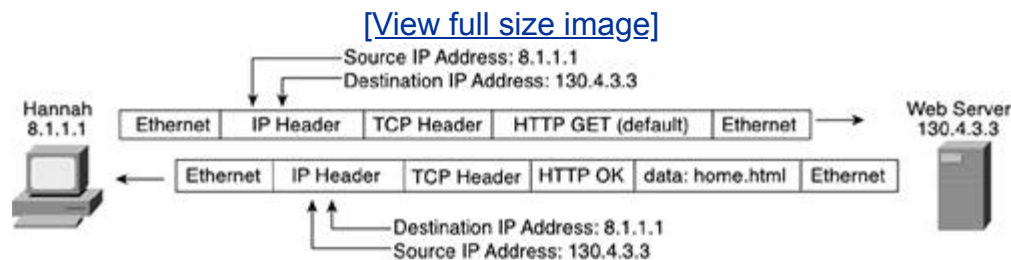 [View full size image]
Source IP Address: 8.1.1.1
Destination IP Address: 130.4.3.3
Hannah
8.1.1.1
Ethernet IP Header TCP Header HTTP GET (default) Ethernet
Web Server
130.4.3.3
Ethernet IP Header TCP Header HTTP OK data: home.html Ethernet
Destination IP Address: 8.1.1.1
Source IP Address: 130.4.3.3